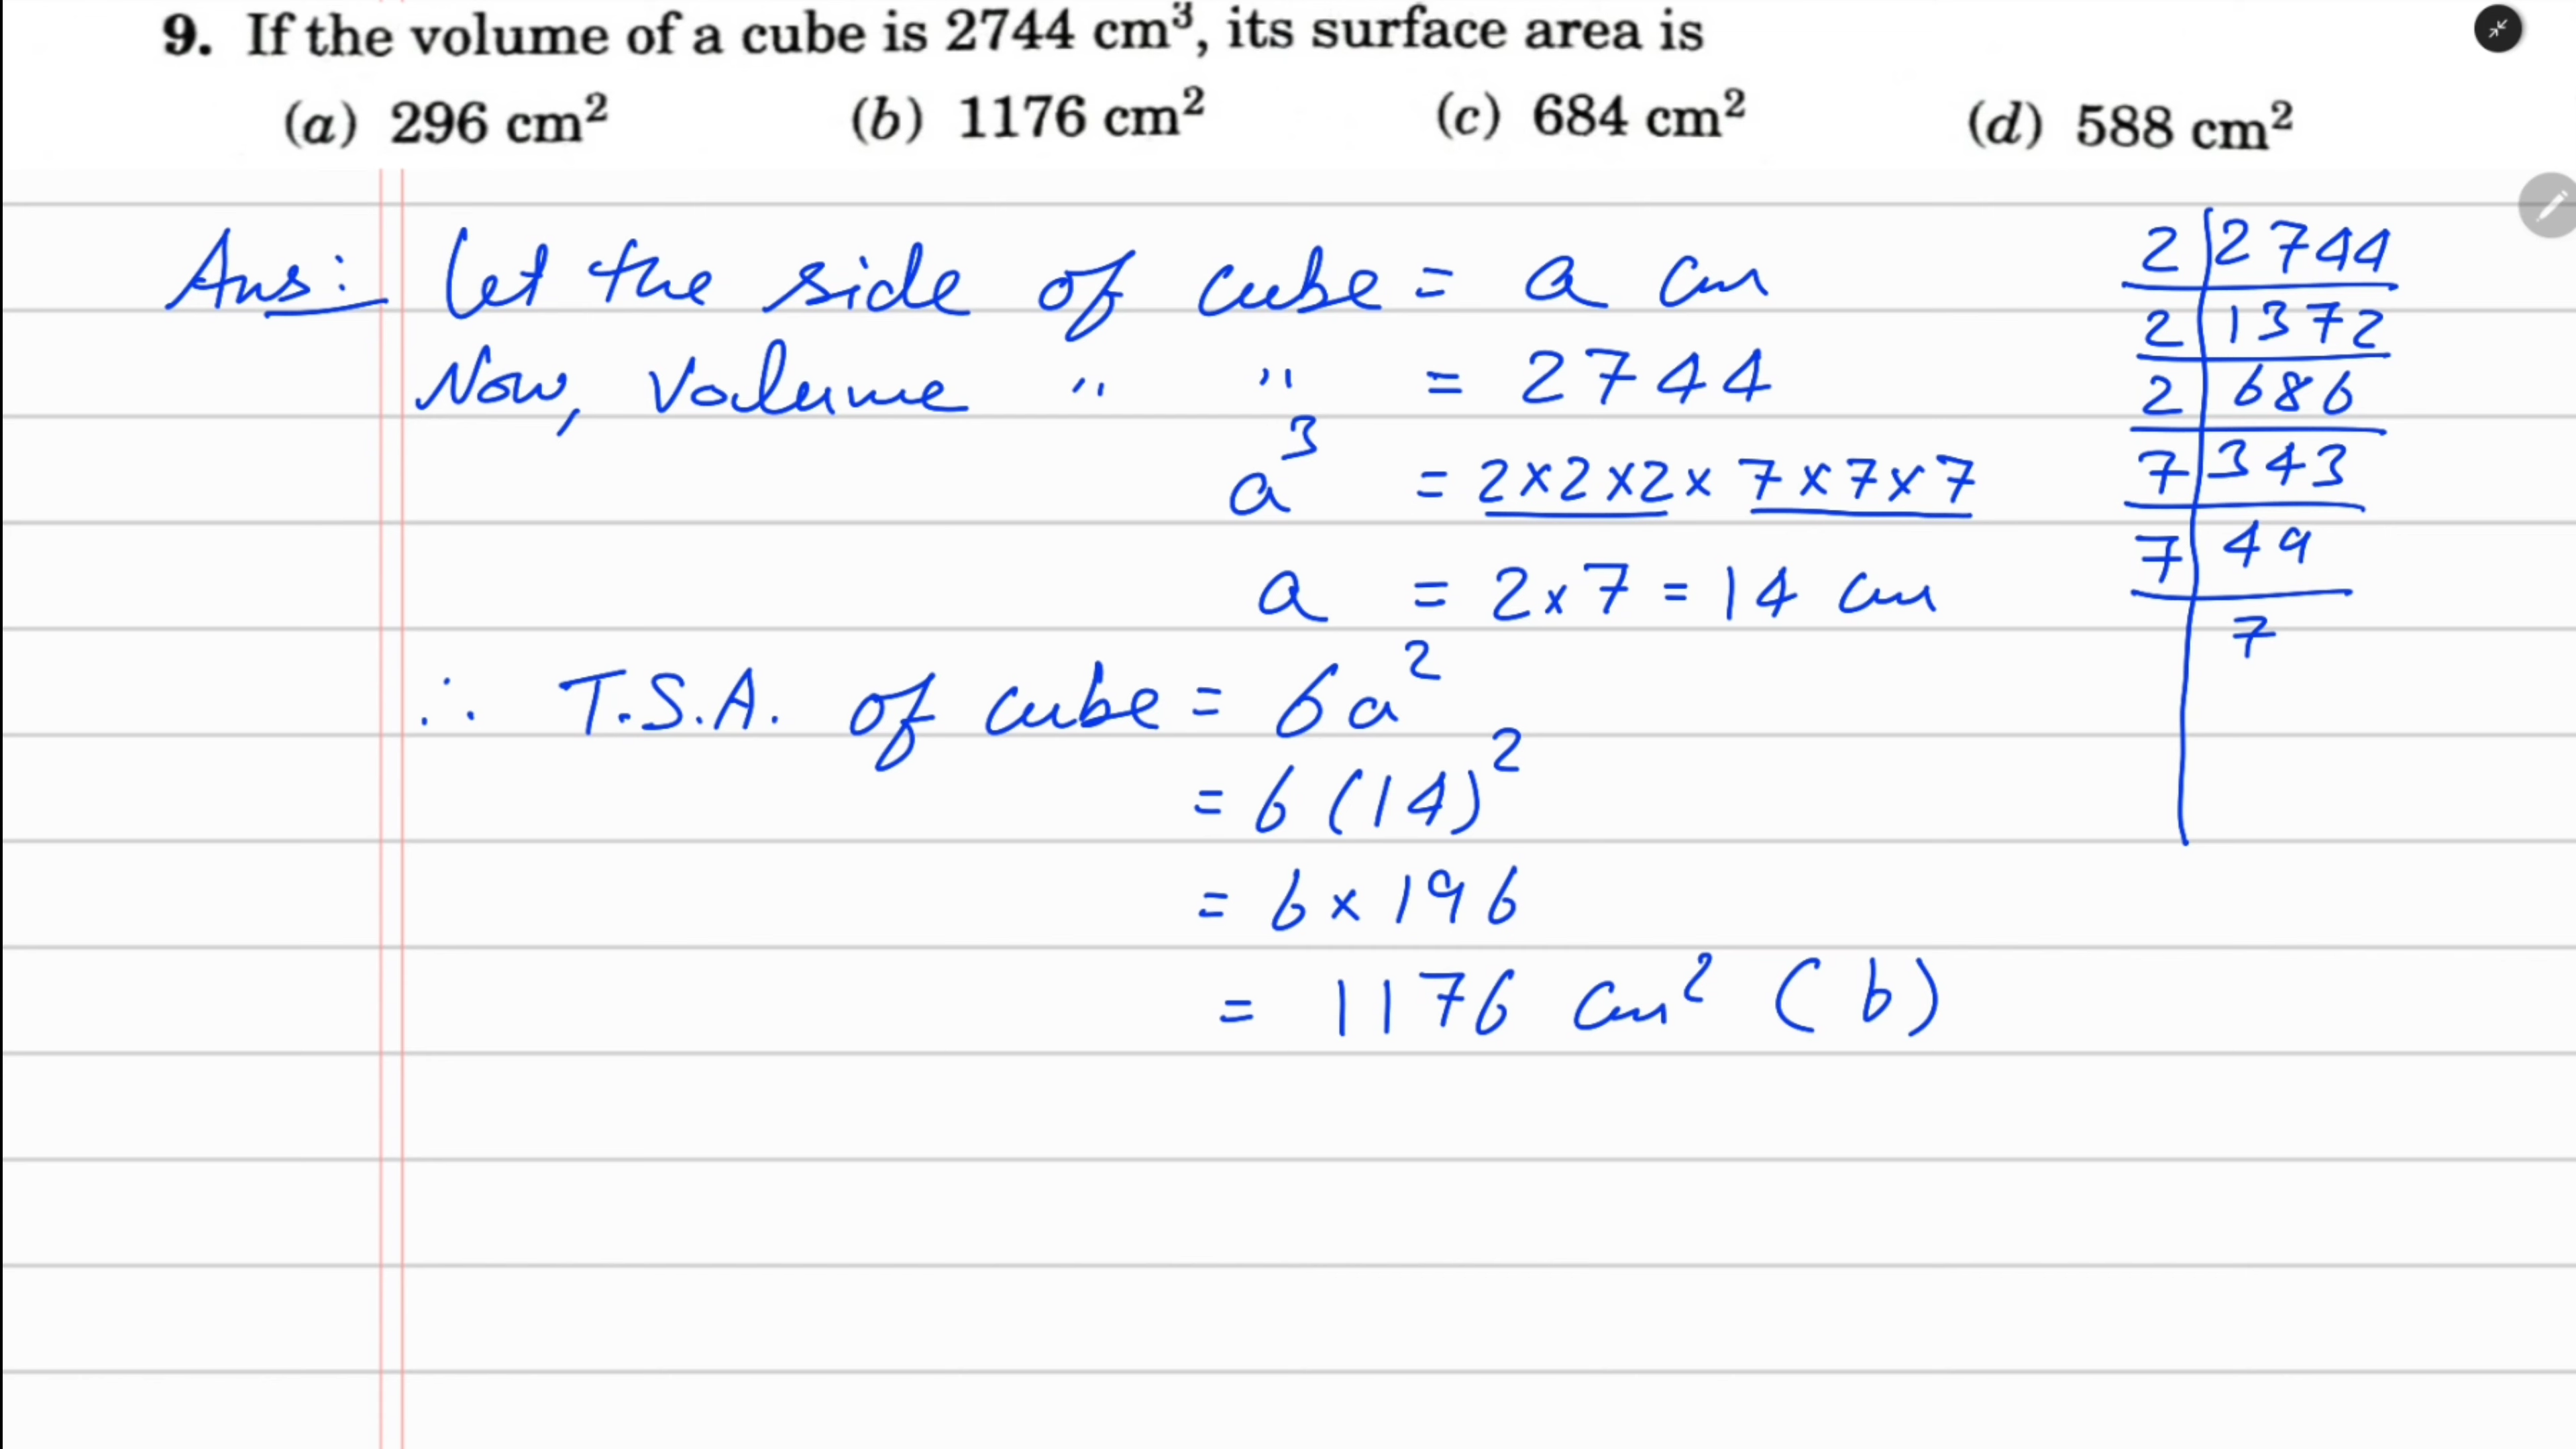 9. If the volume of a cube is 2744 cm³, its surface area is
(a) 296 cm² (b) 1176 cm² (c) 684 cm² (d) 588 cm²
Ans: Let the side of cube = a cm
Now, Volume " " = 2744
a³ = 2×2×2×7×7×7
a = 2×7 = 14 cm
∴ T.S.A. of cube = 6a²
= 6(14)²
= 6×196
= 1176 cm² (b)
2 | 2744
2 | 1372
2 | 686
7 | 343
7 | 49
7